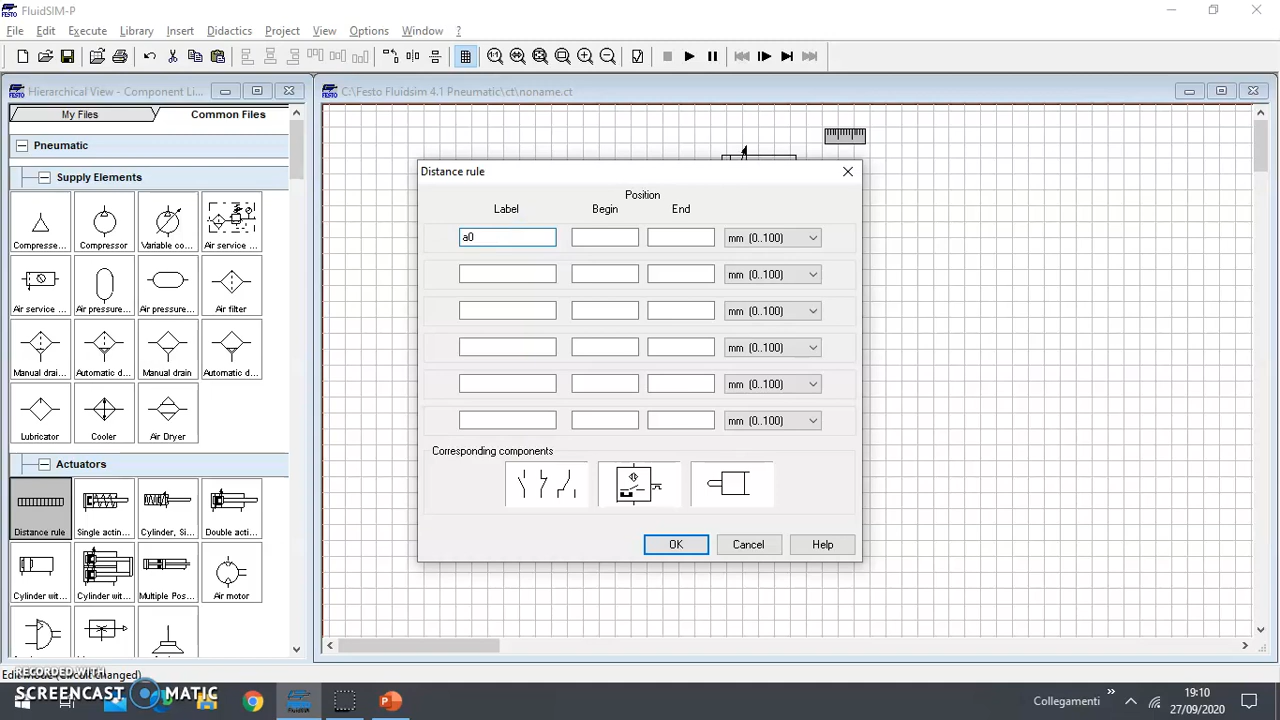 FESTO FluidSIM-P
File Edit Execute Library Insert Didactics Project View Options Window ?
Hierarchical View - Component Li...
C:\Festo Fluidsim 4.1 Pneumatic\ct\noname.ct
My Files Common Files
Pneumatic
Supply Elements
Compresse... Compressor Variable co... Air service ...
Air service ... Air pressure... Air pressure... Air filter
Manual drai... Automatic d... Manual drain Automatic d...
Lubricator Cooler Air Dryer
Actuators
Distance rule Single actin... Cylinder, Si... Double acti...
Cylinder wit... Cylinder wit... Multiple Pos... Air motor
Distance rule
Position
Label Begin End
a0 mm (0..100)
mm (0..100)
mm (0..100)
mm (0..100)
mm (0..100)
mm (0..100)
Corresponding components
OK Cancel Help
RECORDED WITH
SCREENCAST MATIC
Collegamenti
19:10
27/09/2020